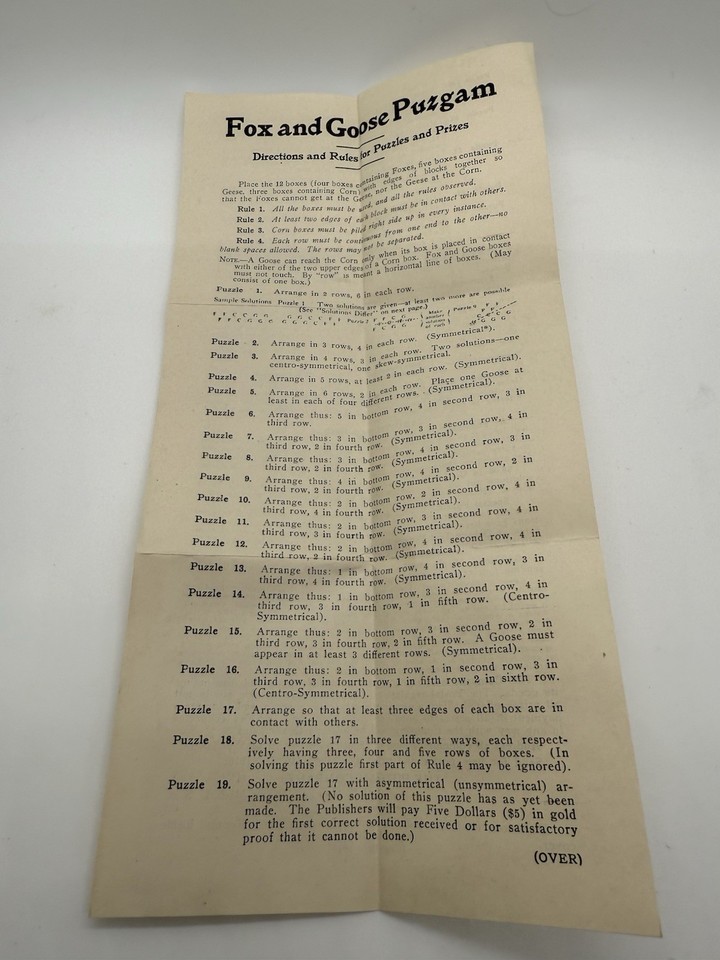 Fox and Goose Puzgam
Directions and Rules for Puzzles and Prizes
Place the 12 boxes (four boxes containing Foxes, five boxes containing
Geese, three boxes containing Corn) with edges of blocks together so
that the Foxes cannot get at the Geese, nor the Geese at the Corn.
Rule 1. All the boxes must be used, and all the rules observed.
Rule 2. At least two edges of each block must be in contact with others.
Rule 3. Corn boxes must be piled right side up in every instance.
Rule 4. Each row must be continuous from one end to the other—no
blank spaces allowed. The rows may not be separated.
NOTE.—A Goose can reach the Corn only when its box is placed in contact
with either of the two upper edges of a Corn box. Fox and Goose boxes
must not touch. By "row" is meant a horizontal line of boxes. (May
consist of one box.)
Puzzle 1. Arrange in 2 rows, 6 in each row.
Sample Solutions Puzzle 1 Two solutions are given—at least two more are possible
(See "Solutions Differ" on next page.)
Puzzle 2. Arrange in 3 rows, 4 in each row. (Symmetrical*).
Puzzle 3. Arrange in 4 rows, 3 in each row. Two solutions—one
centro-symmetrical, one skew-symmetrical.
Puzzle 4. Arrange in 5 rows, at least 2 in each row. (Symmetrical).
Puzzle 5. Arrange in 6 rows, 2 in each row. Place one Goose at
least in each of four different rows. (Symmetrical).
Puzzle 6. Arrange thus: 5 in bottom row, 4 in second row, 3 in
third row.
Puzzle 7. Arrange thus: 3 in bottom row, 3 in second row, 4 in
third row, 2 in fourth row. (Symmetrical).
Puzzle 8. Arrange thus: 3 in bottom row, 4 in second row, 3 in
third row, 2 in fourth row. (Symmetrical).
Puzzle 9. Arrange thus: 4 in bottom row, 4 in second row, 2 in
third row, 2 in fourth row. (Symmetrical).
Puzzle 10. Arrange thus: 2 in bottom row, 2 in second row, 4 in
third row, 4 in fourth row. (Symmetrical).
Puzzle 11. Arrange thus: 2 in bottom row, 3 in second row, 4 in
third row, 3 in fourth row. (Symmetrical).
Puzzle 12. Arrange thus: 2 in bottom row, 4 in second row, 4 in
third row, 2 in fourth row. (Symmetrical).
Puzzle 13. Arrange thus: 1 in bottom row, 4 in second row, 3 in
third row, 4 in fourth row. (Symmetrical).
Puzzle 14. Arrange thus: 1 in bottom row, 3 in second row, 4 in
third row, 3 in fourth row, 1 in fifth row. (Centro-
Symmetrical).
Puzzle 15. Arrange thus: 2 in bottom row, 3 in second row, 2 in
third row, 3 in fourth row, 2 in fifth row. A Goose must
appear in at least 3 different rows. (Symmetrical).
Puzzle 16. Arrange thus: 2 in bottom row, 1 in second row, 3 in
third row, 3 in fourth row, 1 in fifth row, 2 in sixth row.
(Centro-Symmetrical).
Puzzle 17. Arrange so that at least three edges of each box are in
contact with others.
Puzzle 18. Solve puzzle 17 in three different ways, each respect-
ively having three, four and five rows of boxes. (In
solving this puzzle first part of Rule 4 may be ignored).
Puzzle 19. Solve puzzle 17 with asymmetrical (unsymmetrical) ar-
rangement. (No solution of this puzzle has as yet been
made. The Publishers will pay Five Dollars ($5) in gold
for the first correct solution received or for satisfactory
proof that it cannot be done.)
(OVER)